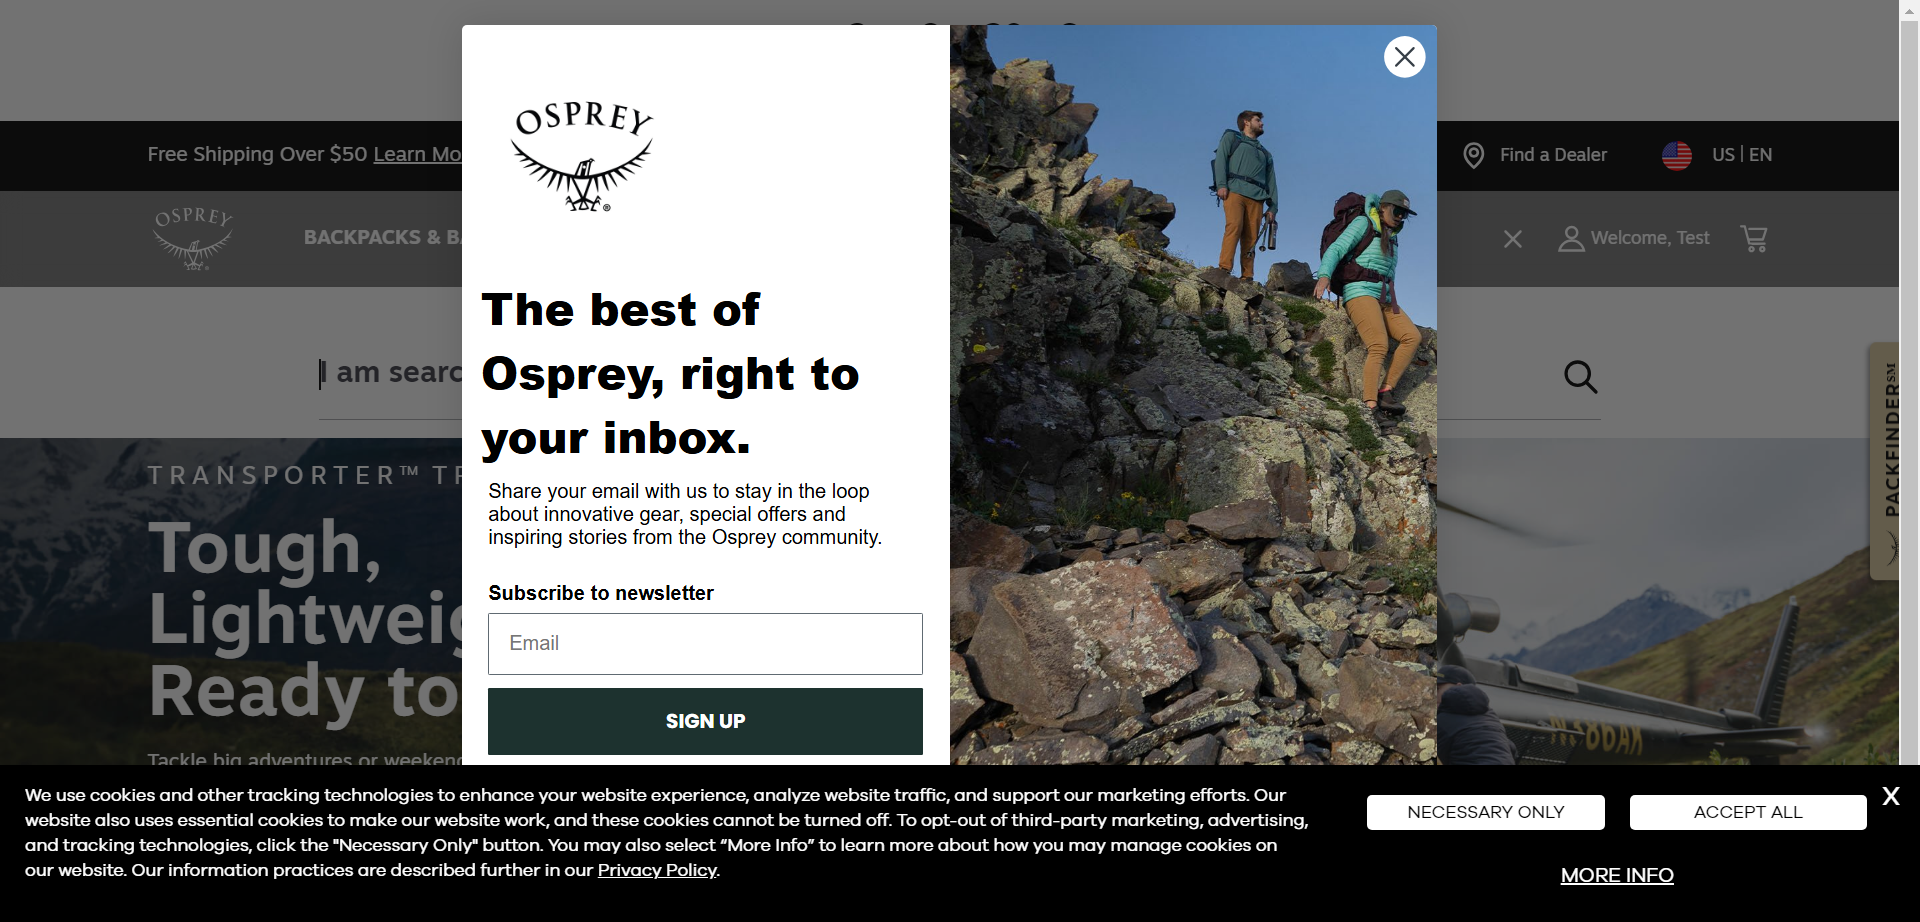 Free Shipping Over $50 Learn Mo
Find a Dealer
US | EN
OSPREY
BACKPACKS & BA
Welcome, Test
I am searc
TRANSPORTER™ TR
Tough,
Lightweig
Ready to
Tackle big adventures or weekend
PACKFINDER℠
N388AK
OSPREY
®
The best of
Osprey, right to
your inbox.
Share your email with us to stay in the loop
about innovative gear, special offers and
inspiring stories from the Osprey community.
Subscribe to newsletter
Email
SIGN UP
We use cookies and other tracking technologies to enhance your website experience, analyze website traffic, and support our marketing efforts. Our
website also uses essential cookies to make our website work, and these cookies cannot be turned off. To opt-out of third-party marketing, advertising,
and tracking technologies, click the "Necessary Only" button. You may also select “More Info” to learn more about how you may manage cookies on
our website. Our information practices are described further in our Privacy Policy.
NECESSARY ONLY
ACCEPT ALL
X
MORE INFO